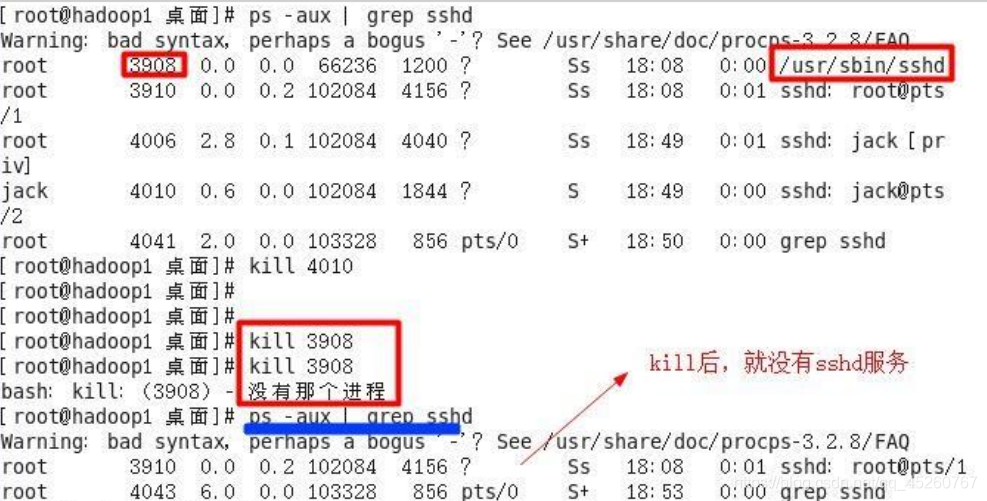 [root@hadoop1 桌面]# ps -aux | grep sshd
Warning: bad syntax, perhaps a bogus '-'? See /usr/share/doc/procps-3.2.8/FAQ
root 3908 0.0 0.0 66236 1200 ? Ss 18:08 0:00 /usr/sbin/sshd
root 3910 0.0 0.2 102084 4156 ? Ss 18:08 0:01 sshd: root@pts
/1
root 4006 2.8 0.1 102084 4040 ? Ss 18:49 0:01 sshd: jack [pr
iv]
jack 4010 0.6 0.0 102084 1844 ? S 18:49 0:00 sshd: jack@pts
/2
root 4041 2.0 0.0 103328 856 pts/0 S+ 18:50 0:00 grep sshd
[root@hadoop1 桌面]# kill 4010
[root@hadoop1 桌面]#
[root@hadoop1 桌面]#
[root@hadoop1 桌面]# kill 3908
[root@hadoop1 桌面]# kill 3908
bash: kill: (3908) - 没有那个进程
kill后，就没有sshd服务
[root@hadoop1 桌面]# ps -aux | grep sshd
Warning: bad syntax, perhaps a bogus '-'? See /usr/share/doc/procps-3.2.8/FAQ
root 3910 0.0 0.2 102084 4156 ? Ss 18:08 0:01 sshd: root@pts/1
root 4043 6.0 0.0 103328 856 pts/0 S+ 18:53 0:00 grep sshd